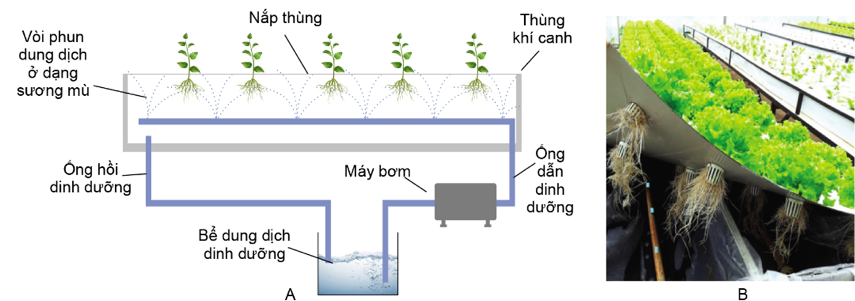 Nắp thùng
Thùng
khí canh
Vòi phun
dung dịch
ở dạng
sương mù
Ống hồi
dinh dưỡng
Máy bơm
Ống
dẫn
dinh
dưỡng
Bể dung dịch
dinh dưỡng
A
B